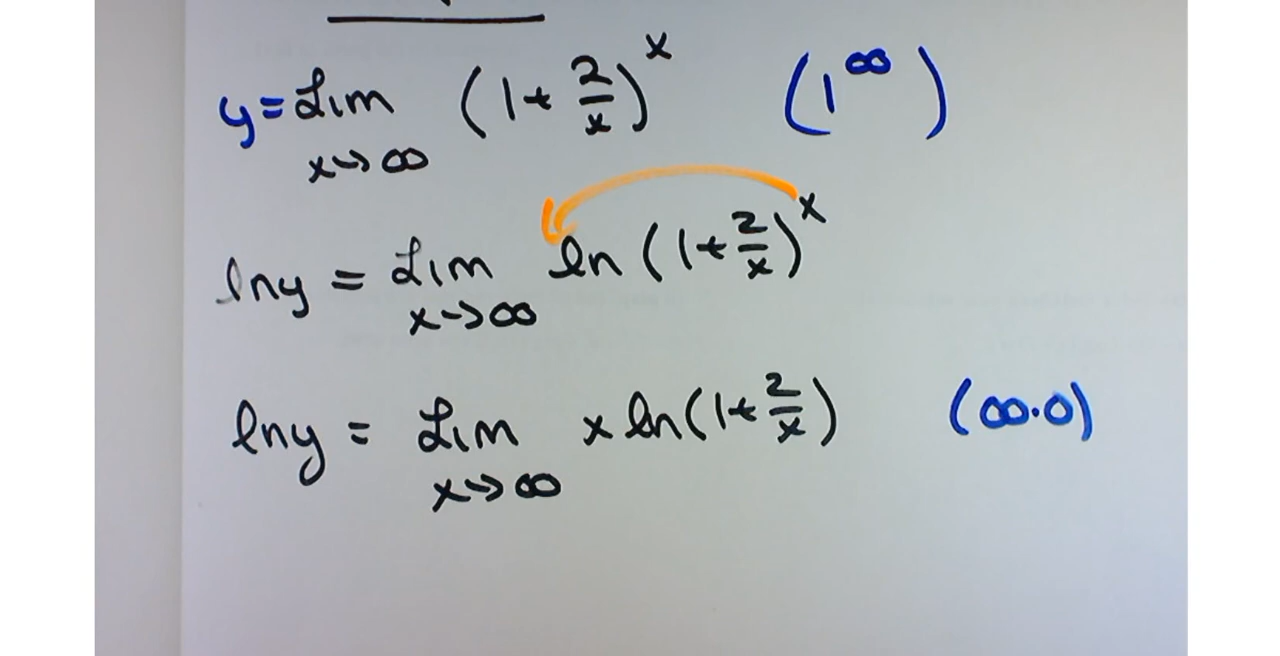 y = Lim (1 + 2/x)^x (1^∞)
x→∞
ln y = Lim ln (1 + 2/x)^x
x→∞
ln y = Lim x ln(1 + 2/x) (∞·0)
x→∞